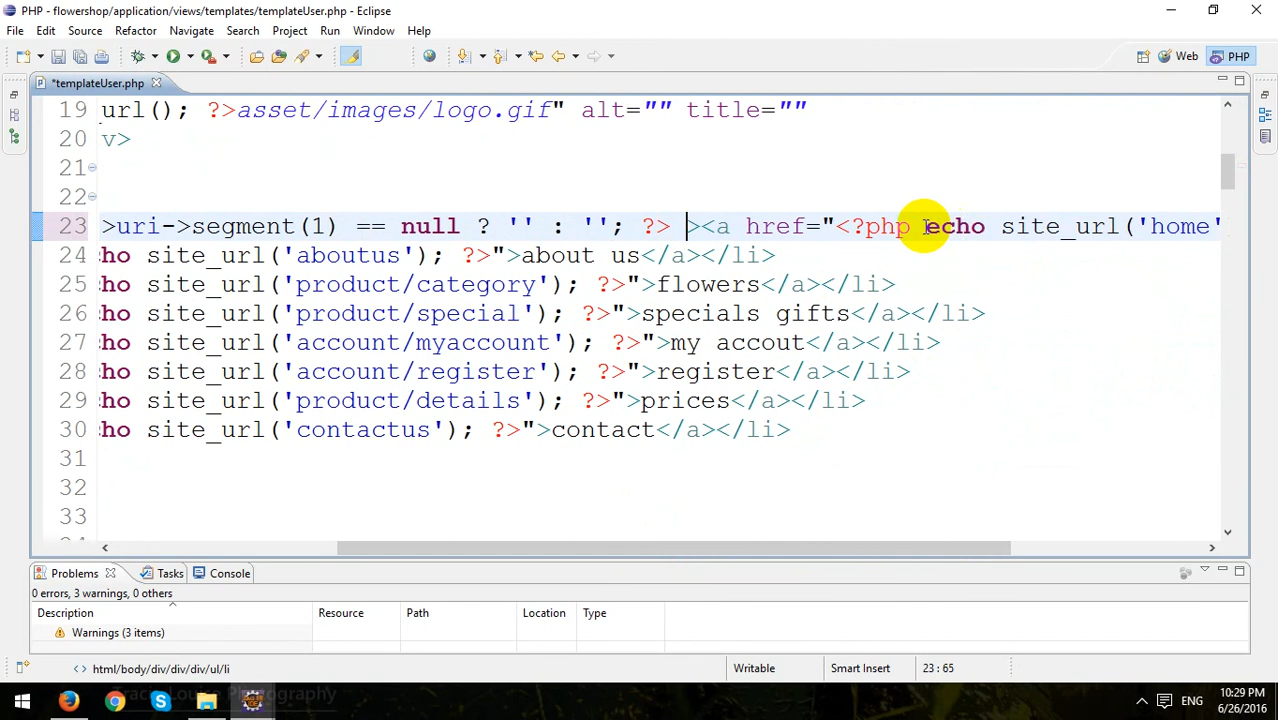 PHP - flowershop/application/views/templates/templateUser.php - Eclipse
File Edit Source Refactor Navigate Search Project Run Window Help
Web PHP
*templateUser.php
19 url(); ?>asset/images/logo.gif" alt="" title=""
20 v>
21
22
23 >uri->segment(1) == null ? '' : ''; ?> ><a href="<?php echo site_url('home'
24 ho site_url('aboutus'); ?>">about us</a></li>
25 ho site_url('product/category'); ?>">flowers</a></li>
26 ho site_url('product/special'); ?>">specials gifts</a></li>
27 ho site_url('account/myaccount'); ?>">my accout</a></li>
28 ho site_url('account/register'); ?>">register</a></li>
29 ho site_url('product/details'); ?>">prices</a></li>
30 ho site_url('contactus'); ?>">contact</a></li>
31
32
33
Problems Tasks Console
0 errors, 3 warnings, 0 others
Description Resource Path Location Type
Warnings (3 items)
html/body/div/div/div/ul/li Writable Smart Insert 23 : 65
Tracy Louise Photography
ENG 10:29 PM
6/26/2016